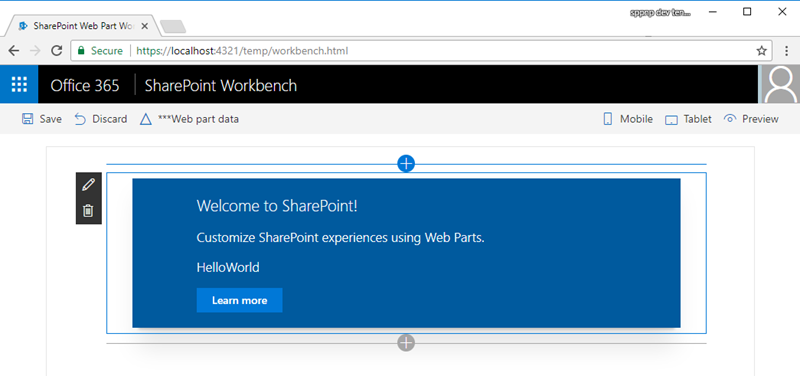 sppnp dev ten...
SharePoint Web Part Wo
Secure https://localhost:4321/temp/workbench.html
Office 365 SharePoint Workbench
Save Discard ***Web part data Mobile Tablet Preview
Welcome to SharePoint!
Customize SharePoint experiences using Web Parts.
HelloWorld
Learn more